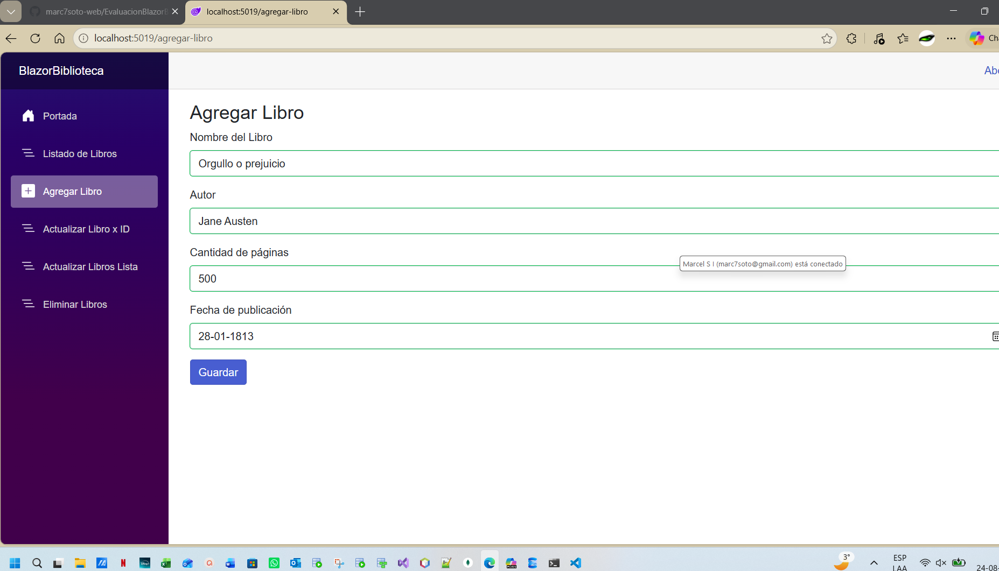 marc7soto-web/EvaluacionBlazorB
localhost:5019/agregar-libro
localhost:5019/agregar-libro
BlazorBiblioteca
Portada
Listado de Libros
Agregar Libro
Actualizar Libro x ID
Actualizar Libros Lista
Eliminar Libros
Agregar Libro
Nombre del Libro
Orgullo o prejuicio
Autor
Jane Austen
Cantidad de páginas
Marcel S I (marc7soto@gmail.com) está conectado
500
Fecha de publicación
28-01-1813
Guardar
3°
ESP
LAA
24-08